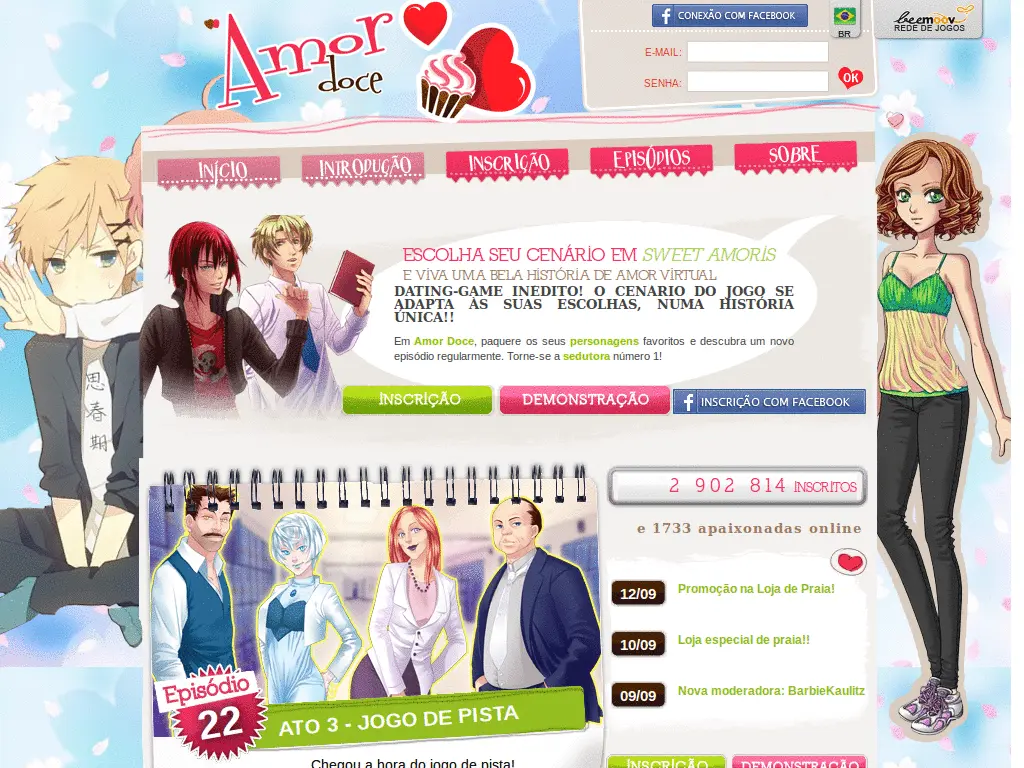 Amor
doce
CONEXÃO COM FACEBOOK
BR
beemoov
REDE DE JOGOS
E-MAIL:
SENHA:
OK
INÍCIO
INTRODUÇÃO
INSCRIÇÃO
EPISÓDIOS
SOBRE
ESCOLHA SEU CENÁRIO EM SWEET AMORIS
E VIVA UMA BELA HISTÓRIA DE AMOR VIRTUAL
DATING-GAME INEDITO! O CENARIO DO JOGO SE
ADAPTA ÀS SUAS ESCOLHAS, NUMA HISTÓRIA
ÚNICA!!
Em Amor Doce, paquere os seus personagens favoritos e descubra um novo
episódio regularmente. Torne-se a sedutora número 1!
INSCRIÇÃO
DEMONSTRAÇÃO
INSCRIÇÃO COM FACEBOOK
思
春
期
2 902 814 INSCRITOS
e 1733 apaixonadas online
12/09
Promoção na Loja de Praia!
10/09
Loja especial de praia!!
09/09
Nova moderadora: BarbieKaulitz
Episódio
22
ATO 3 - JOGO DE PISTA
Chegou a hora do jogo de pista!
INSCRIÇÃO
DEMONSTRAÇÃO